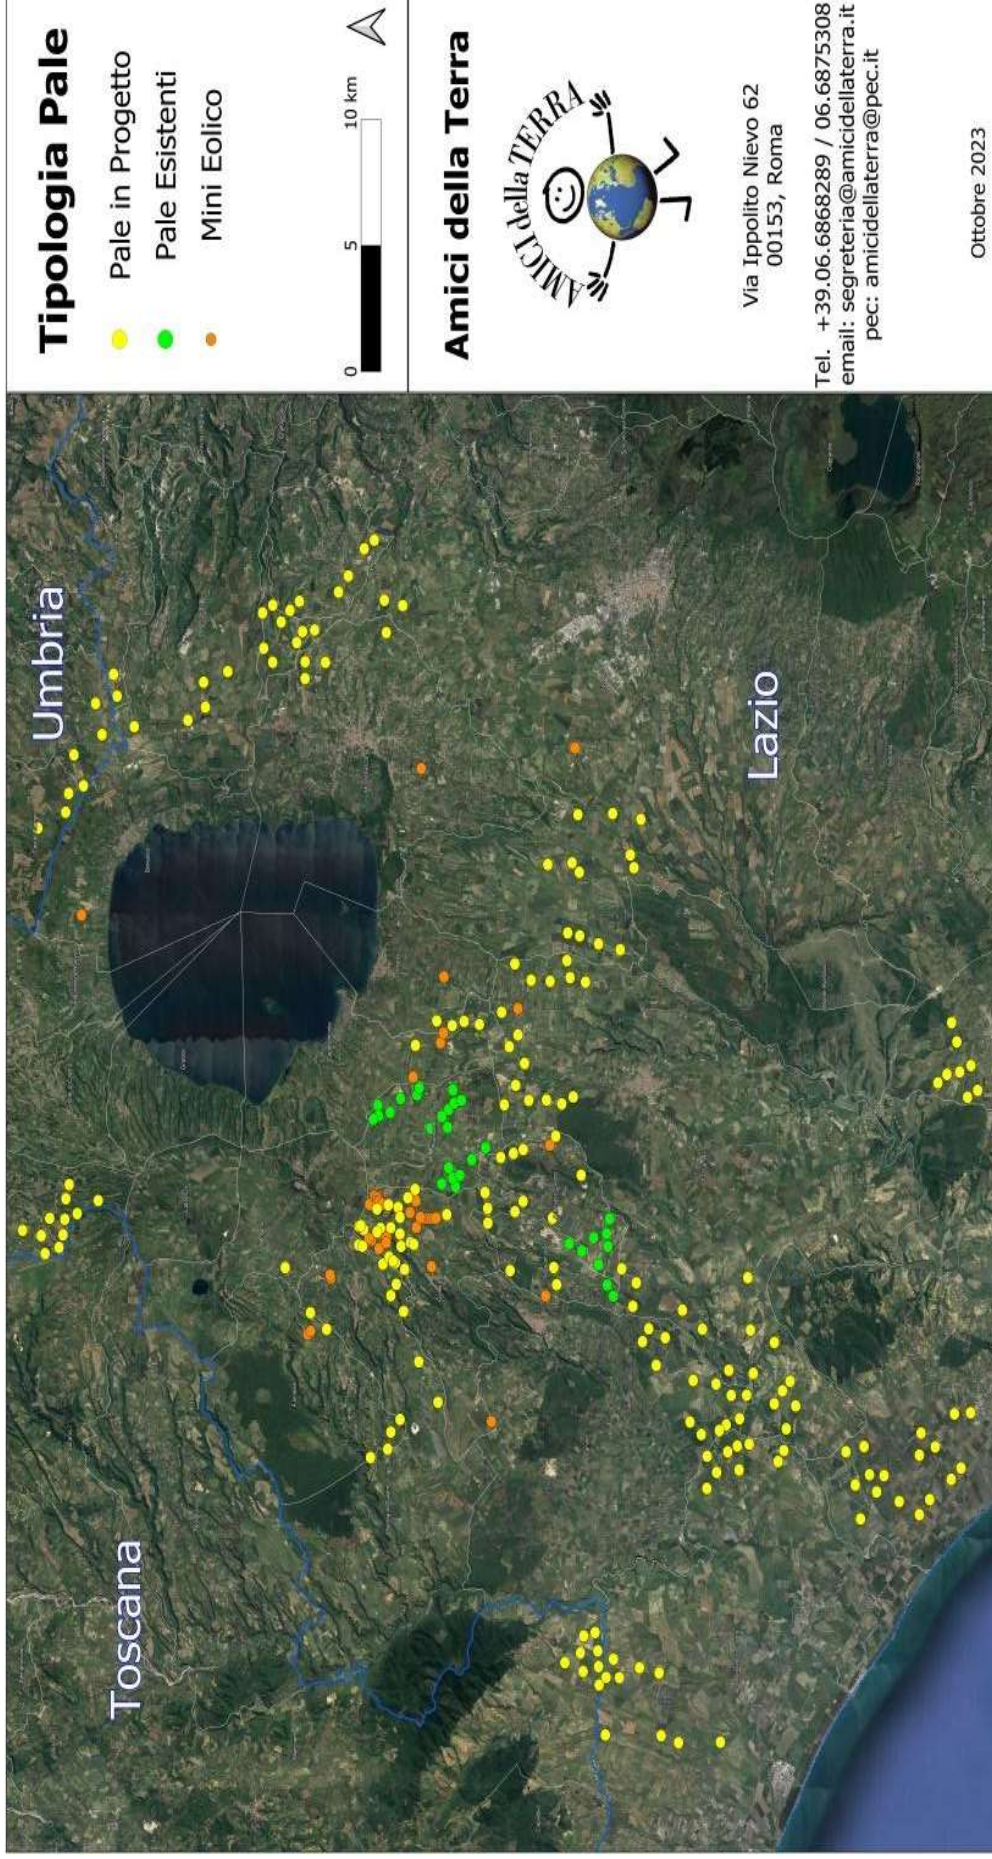 Toscana
Umbria
Lazio
Tipologia Pale
Pale in Progetto
Pale Esistenti
Mini Eolico
0 5 10 km
Amici della Terra
AMICI della TERRA
Via Ippolito Nievo 62
00153, Roma
Tel. +39.06.6868289 / 06.6875308
email: segreteria@amicidellaterra.it
pec: amicidellaterra@pec.it
Ottobre 2023